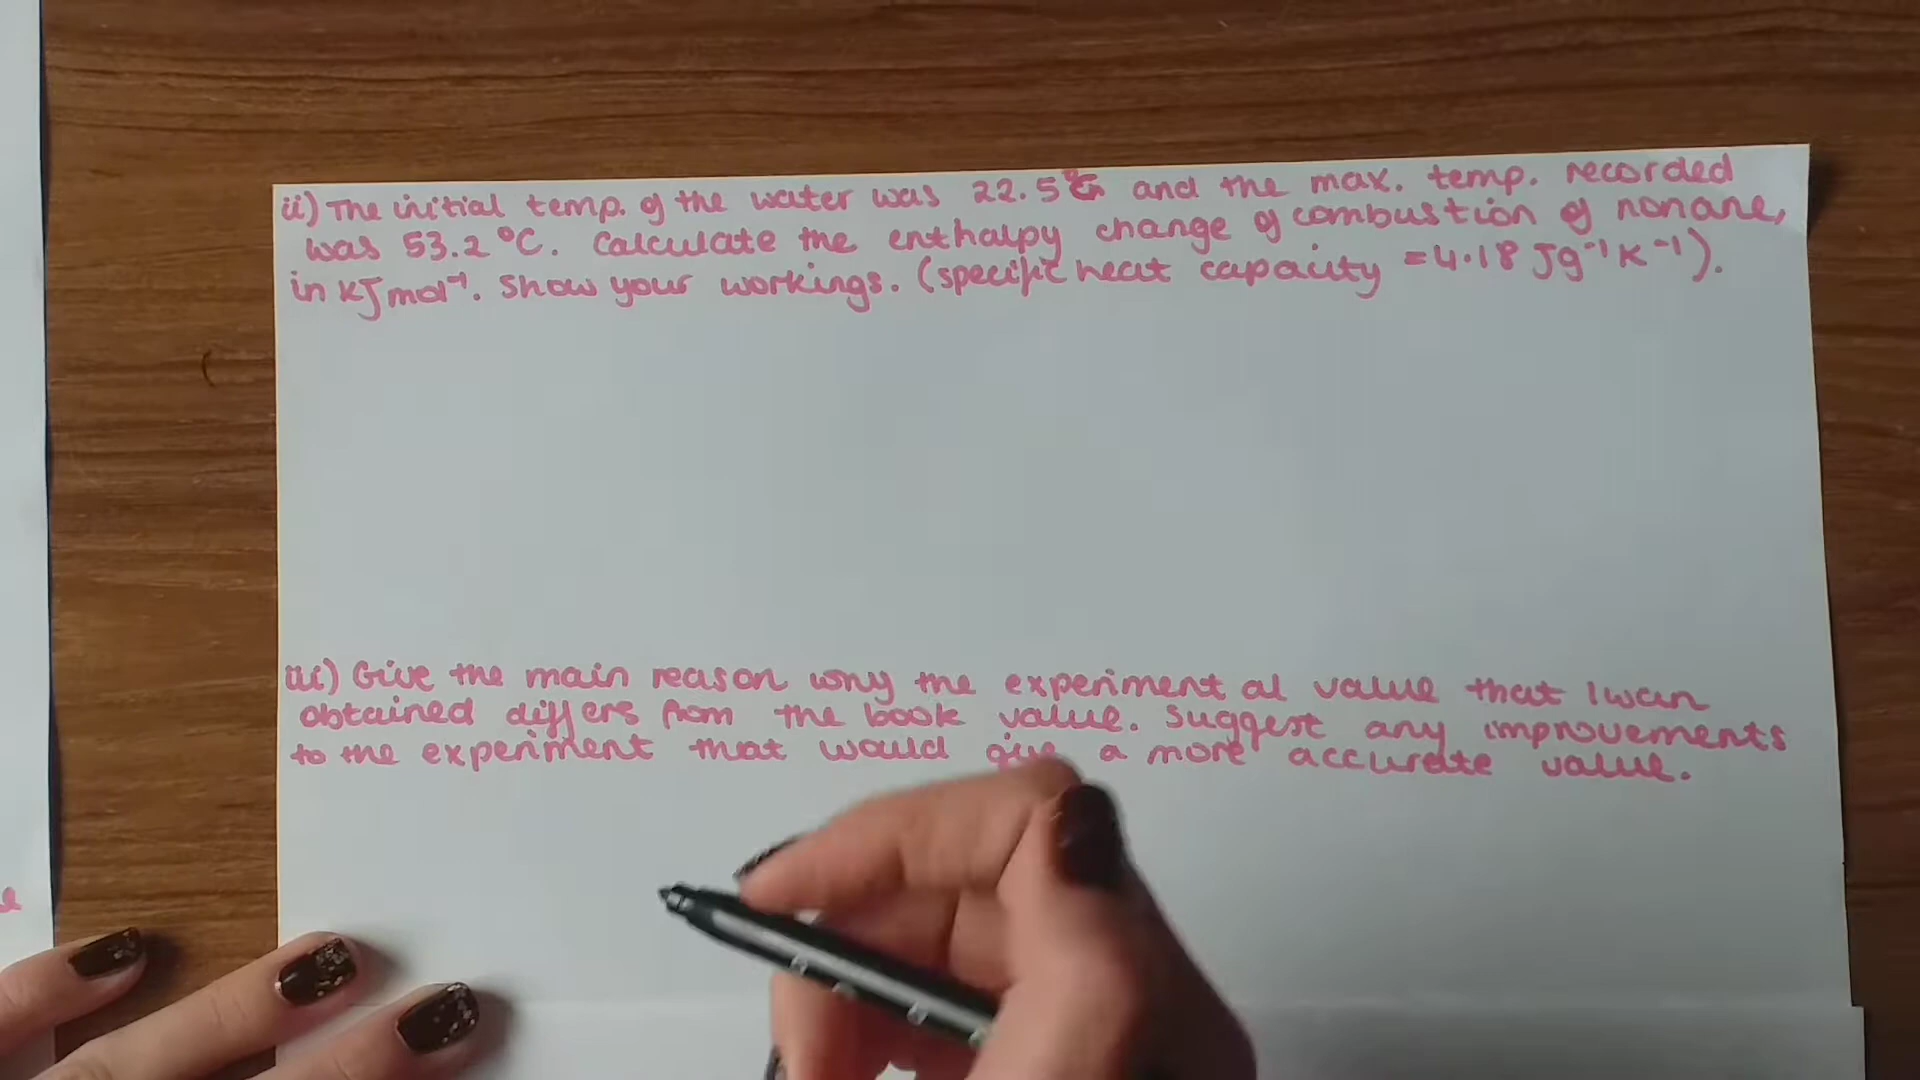 ii) The initial temp. of the water was 22.5°C and the max. temp. recorded
was 53.2 °C. Calculate the enthalpy change of combustion of nonane,
in kJmol⁻¹. Show your workings. (specific heat capacity = 4.18 Jg⁻¹K⁻¹).
iii) Give the main reason why the experimental value that Iwan
obtained differs from the book value. Suggest any improvements
to the experiment that would give a more accurate value.